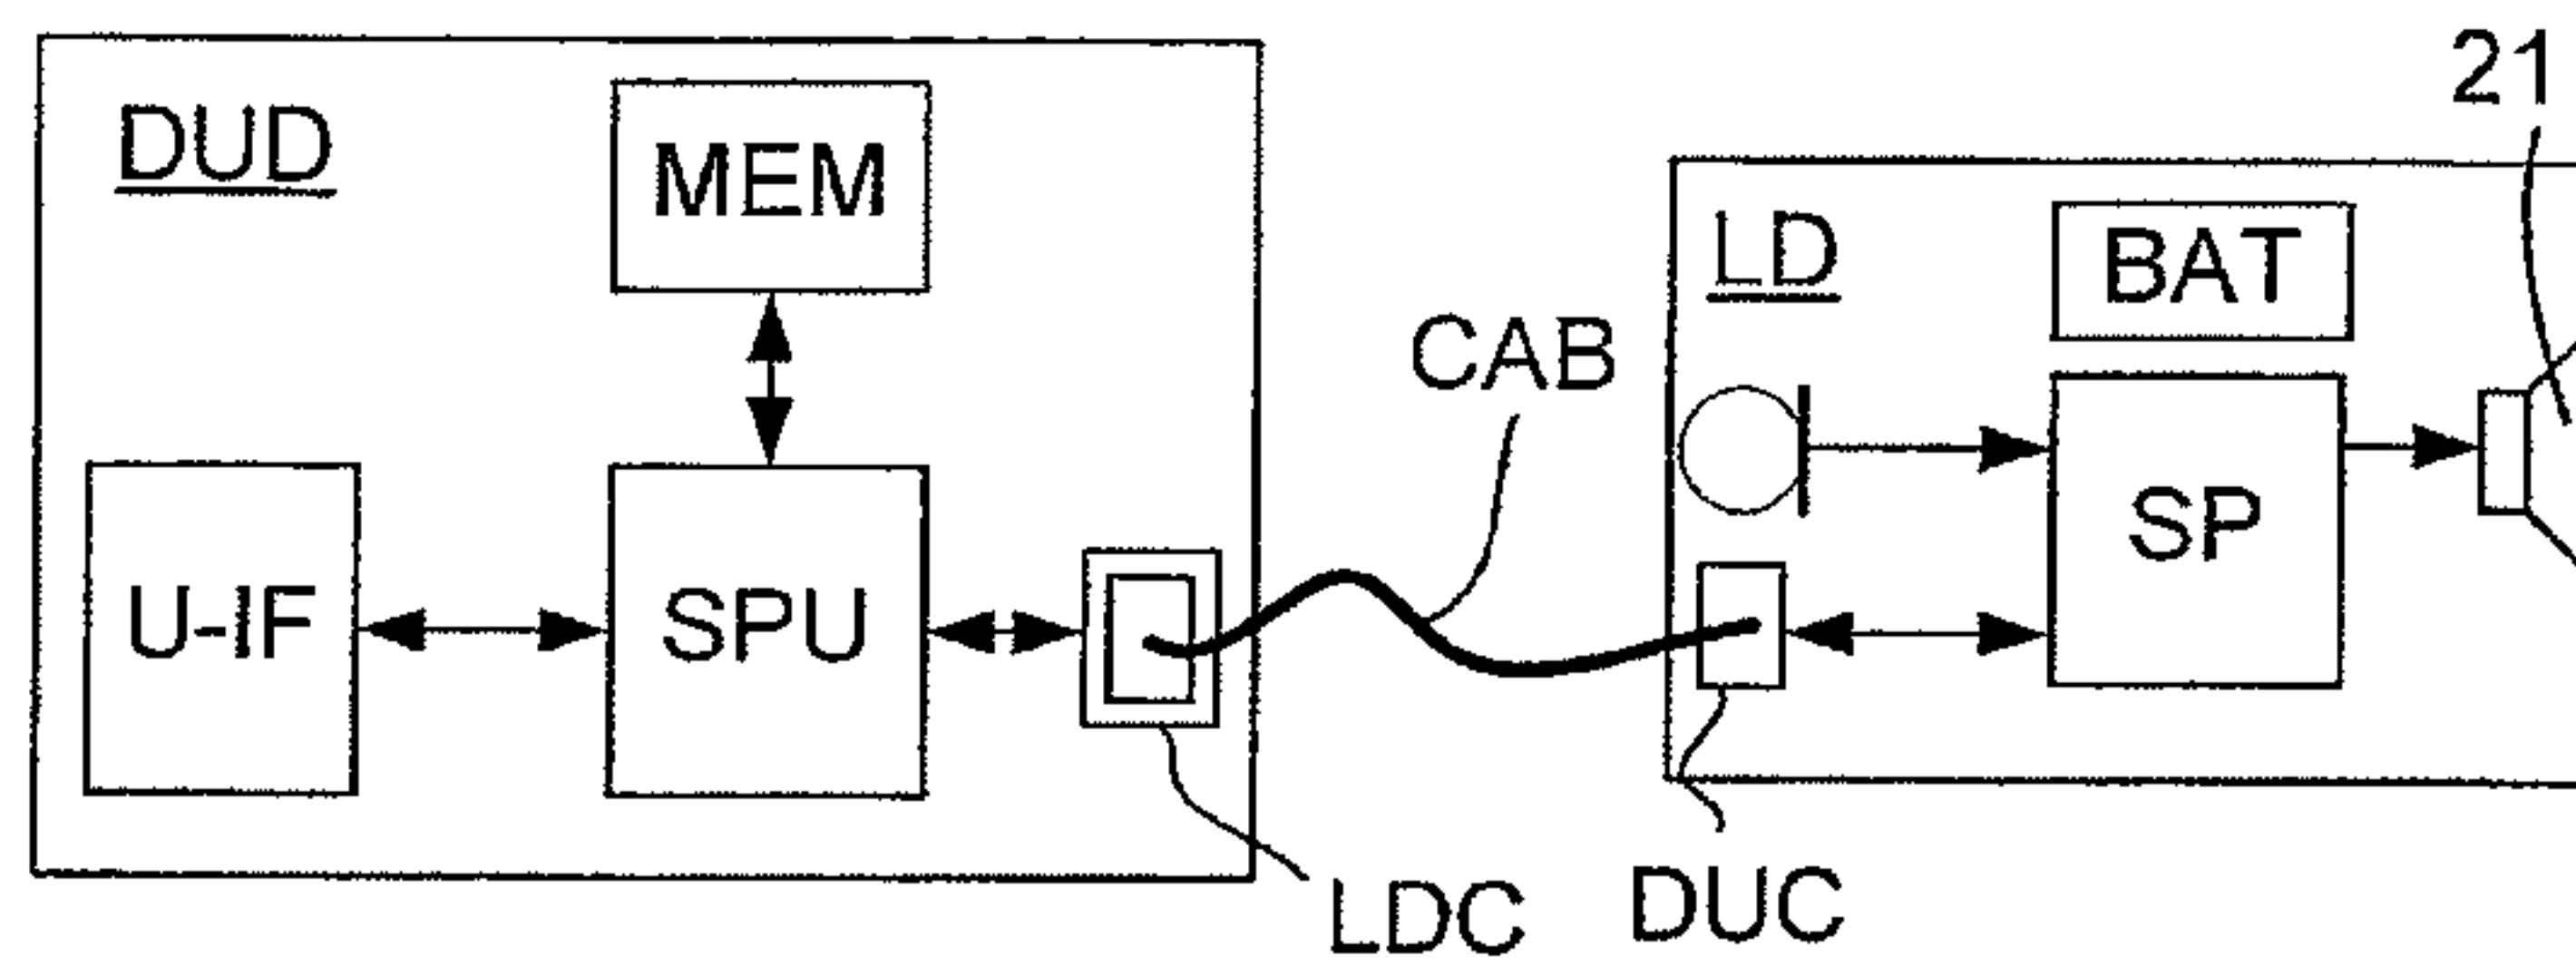 DUD
MEM
U-IF
SPU
LDC
CAB
LD
BAT
SP
DUC
21